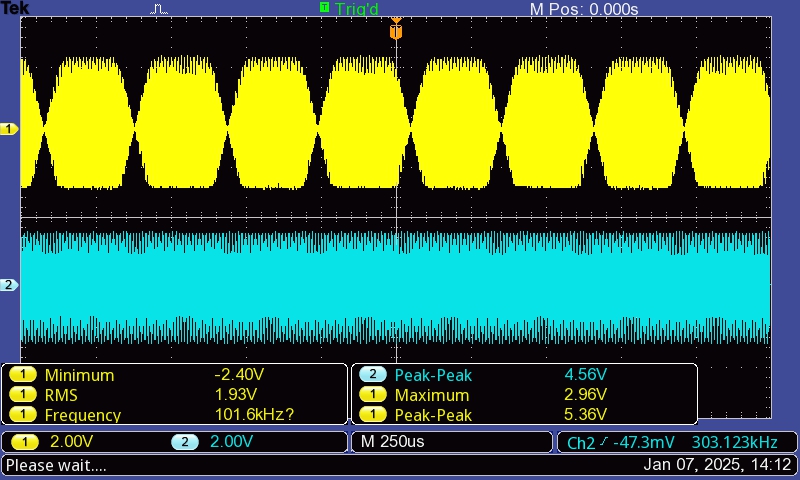 Tek T Trig'd M Pos: 0.000s
T
1
2
1 Minimum -2.40V 2 Peak-Peak 4.56V
1 RMS 1.93V 1 Maximum 2.96V
1 Frequency 101.6kHz? 1 Peak-Peak 5.36V
1 2.00V 2 2.00V M 250us Ch2 -47.3mV 303.123kHz
Please wait.... Jan 07, 2025, 14:12